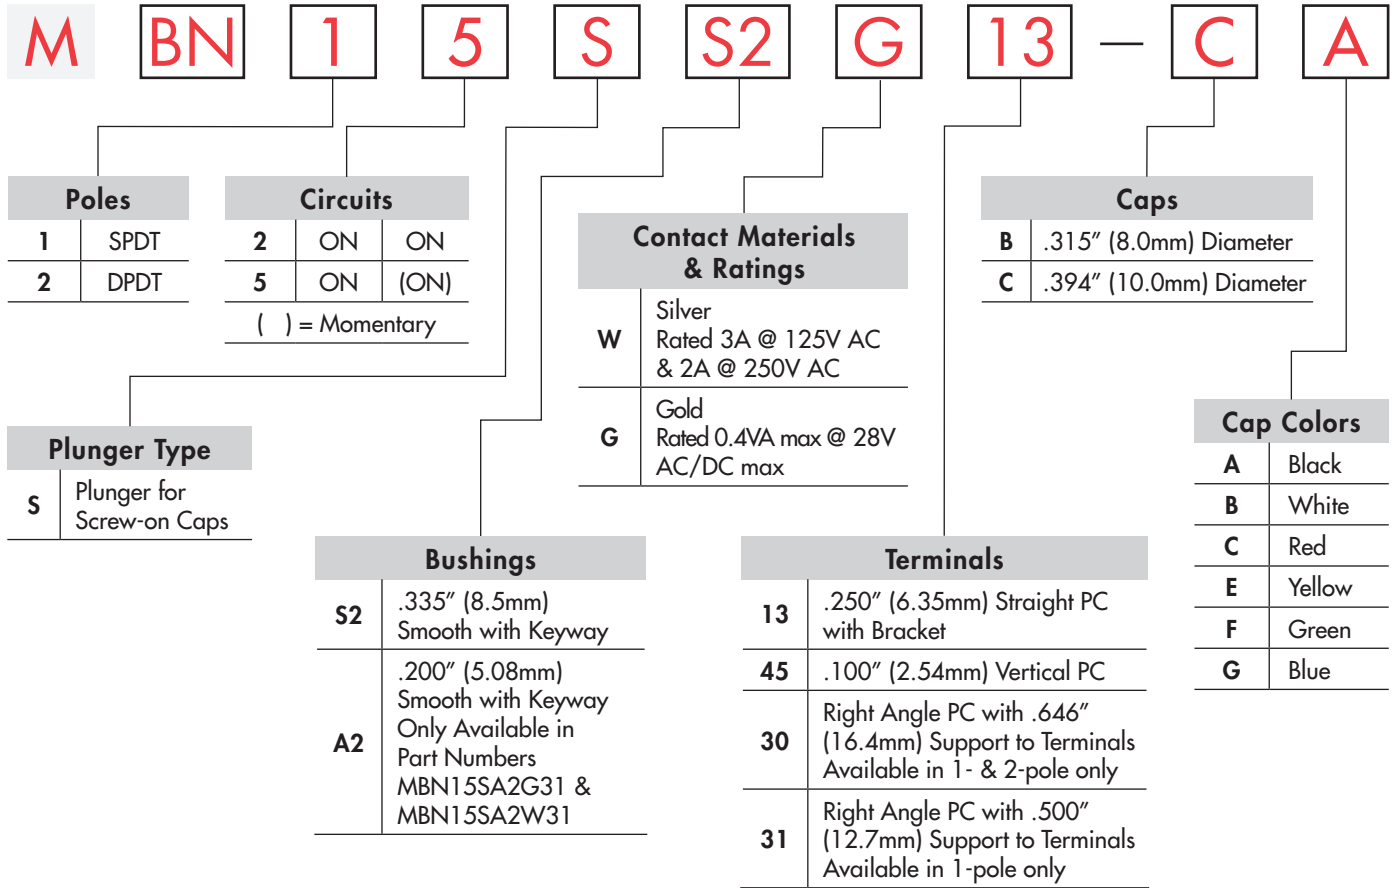 M BN 1 5 S S2 G 13 — C A
Poles
1 SPDT
2 DPDT
Circuits
2 ON ON
5 ON (ON)
( ) = Momentary
Plunger Type
S Plunger for
Screw-on Caps
Bushings
S2 .335″ (8.5mm)
Smooth with Keyway
A2 .200″ (5.08mm)
Smooth with Keyway
Only Available in
Part Numbers
MBN15SA2G31 &
MBN15SA2W31
Contact Materials
& Ratings
W Silver
Rated 3A @ 125V AC
& 2A @ 250V AC
G Gold
Rated 0.4VA max @ 28V
AC/DC max
Terminals
13 .250″ (6.35mm) Straight PC
with Bracket
45 .100″ (2.54mm) Vertical PC
30 Right Angle PC with .646″
(16.4mm) Support to Terminals
Available in 1- & 2-pole only
31 Right Angle PC with .500″
(12.7mm) Support to Terminals
Available in 1-pole only
Caps
B .315″ (8.0mm) Diameter
C .394″ (10.0mm) Diameter
Cap Colors
A Black
B White
C Red
E Yellow
F Green
G Blue